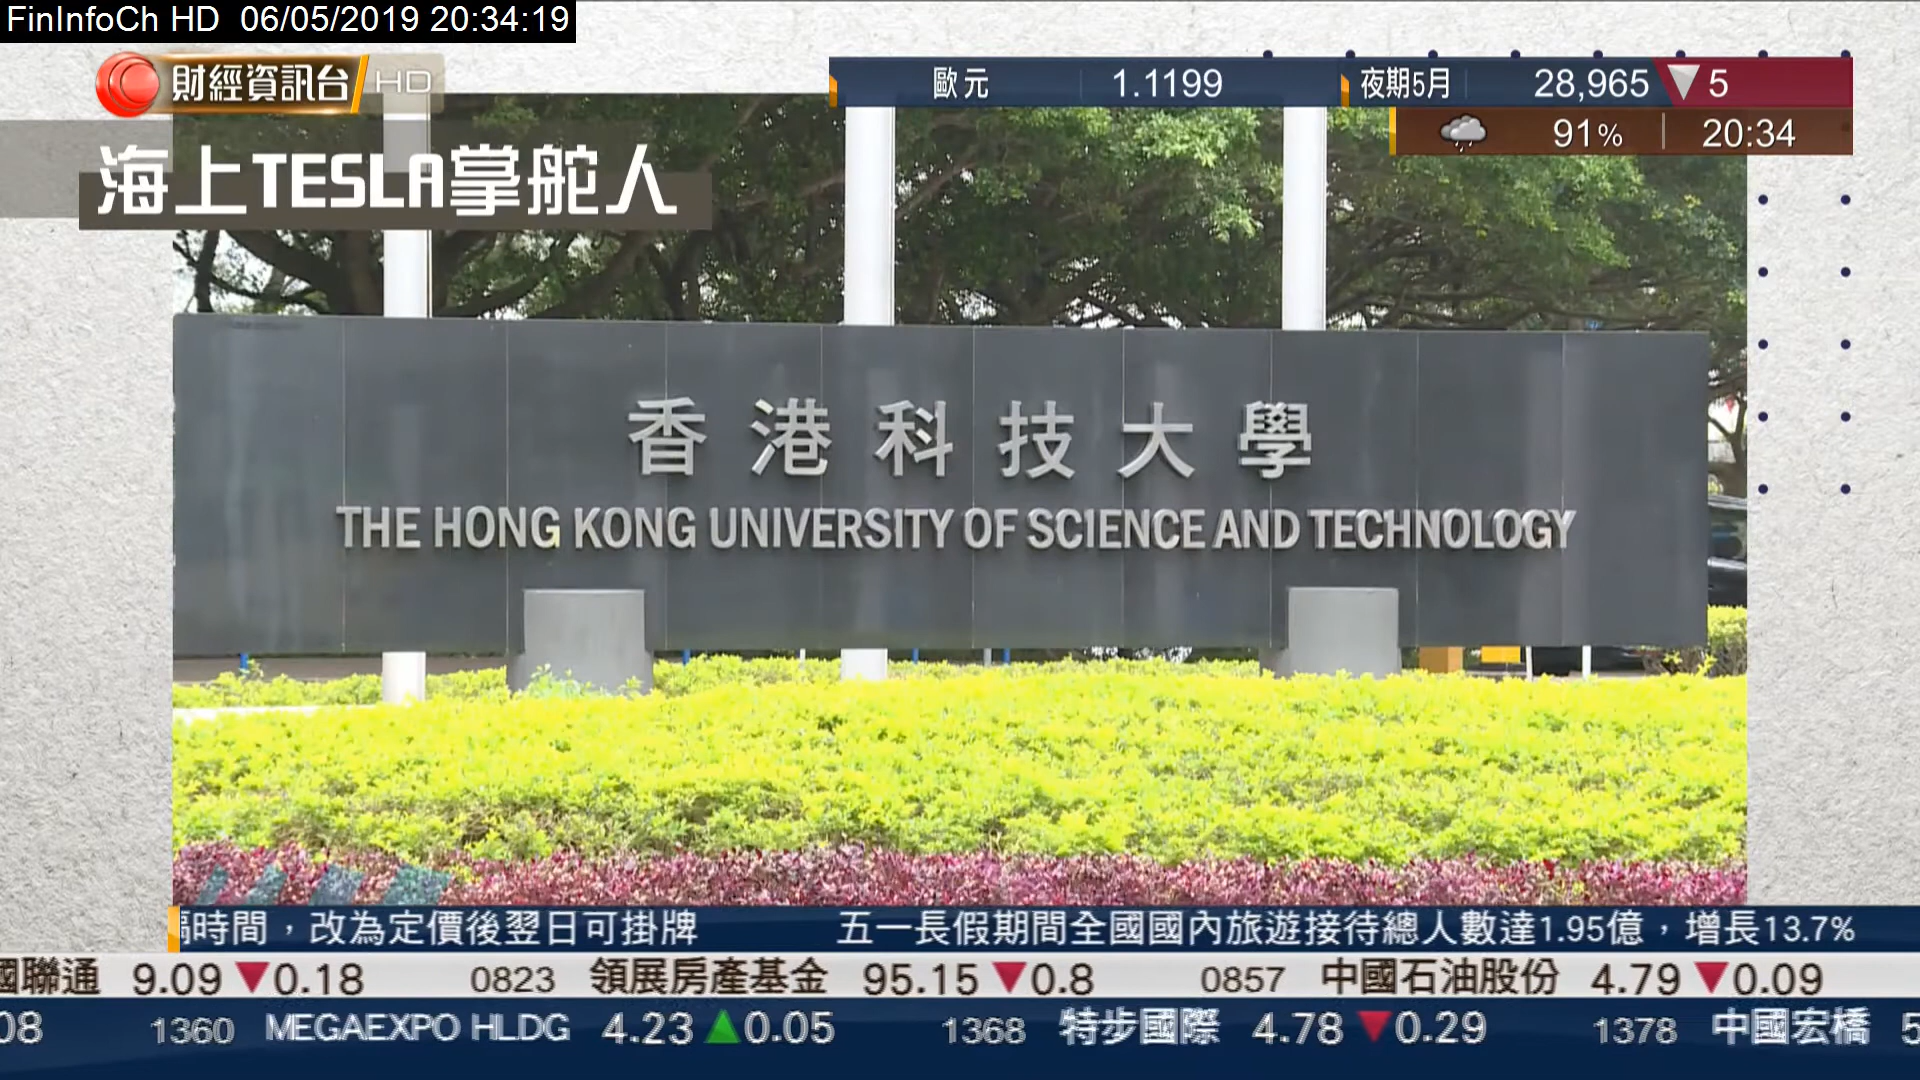 FinInfoCh HD 06/05/2019 20:34:19
財經資訊台 HD
歐元 1.1199 夜期5月 28,965 ▼ 5
91% 20:34
海上TESLA掌舵人
香港科技大學
THE HONG KONG UNIVERSITY OF SCIENCE AND TECHNOLOGY
時間，改為定價後翌日可掛牌 五一長假期間全國國內旅遊接待總人數達1.95億，增長13.7%
國聯通 9.09 ▼0.18 0823 領展房產基金 95.15 ▼0.8 0857 中國石油股份 4.79 ▼0.09
08 1360 MEGAEXPO HLDG 4.23 ▲0.05 1368 特步國際 4.78 ▼0.29 1378 中國宏橋 5